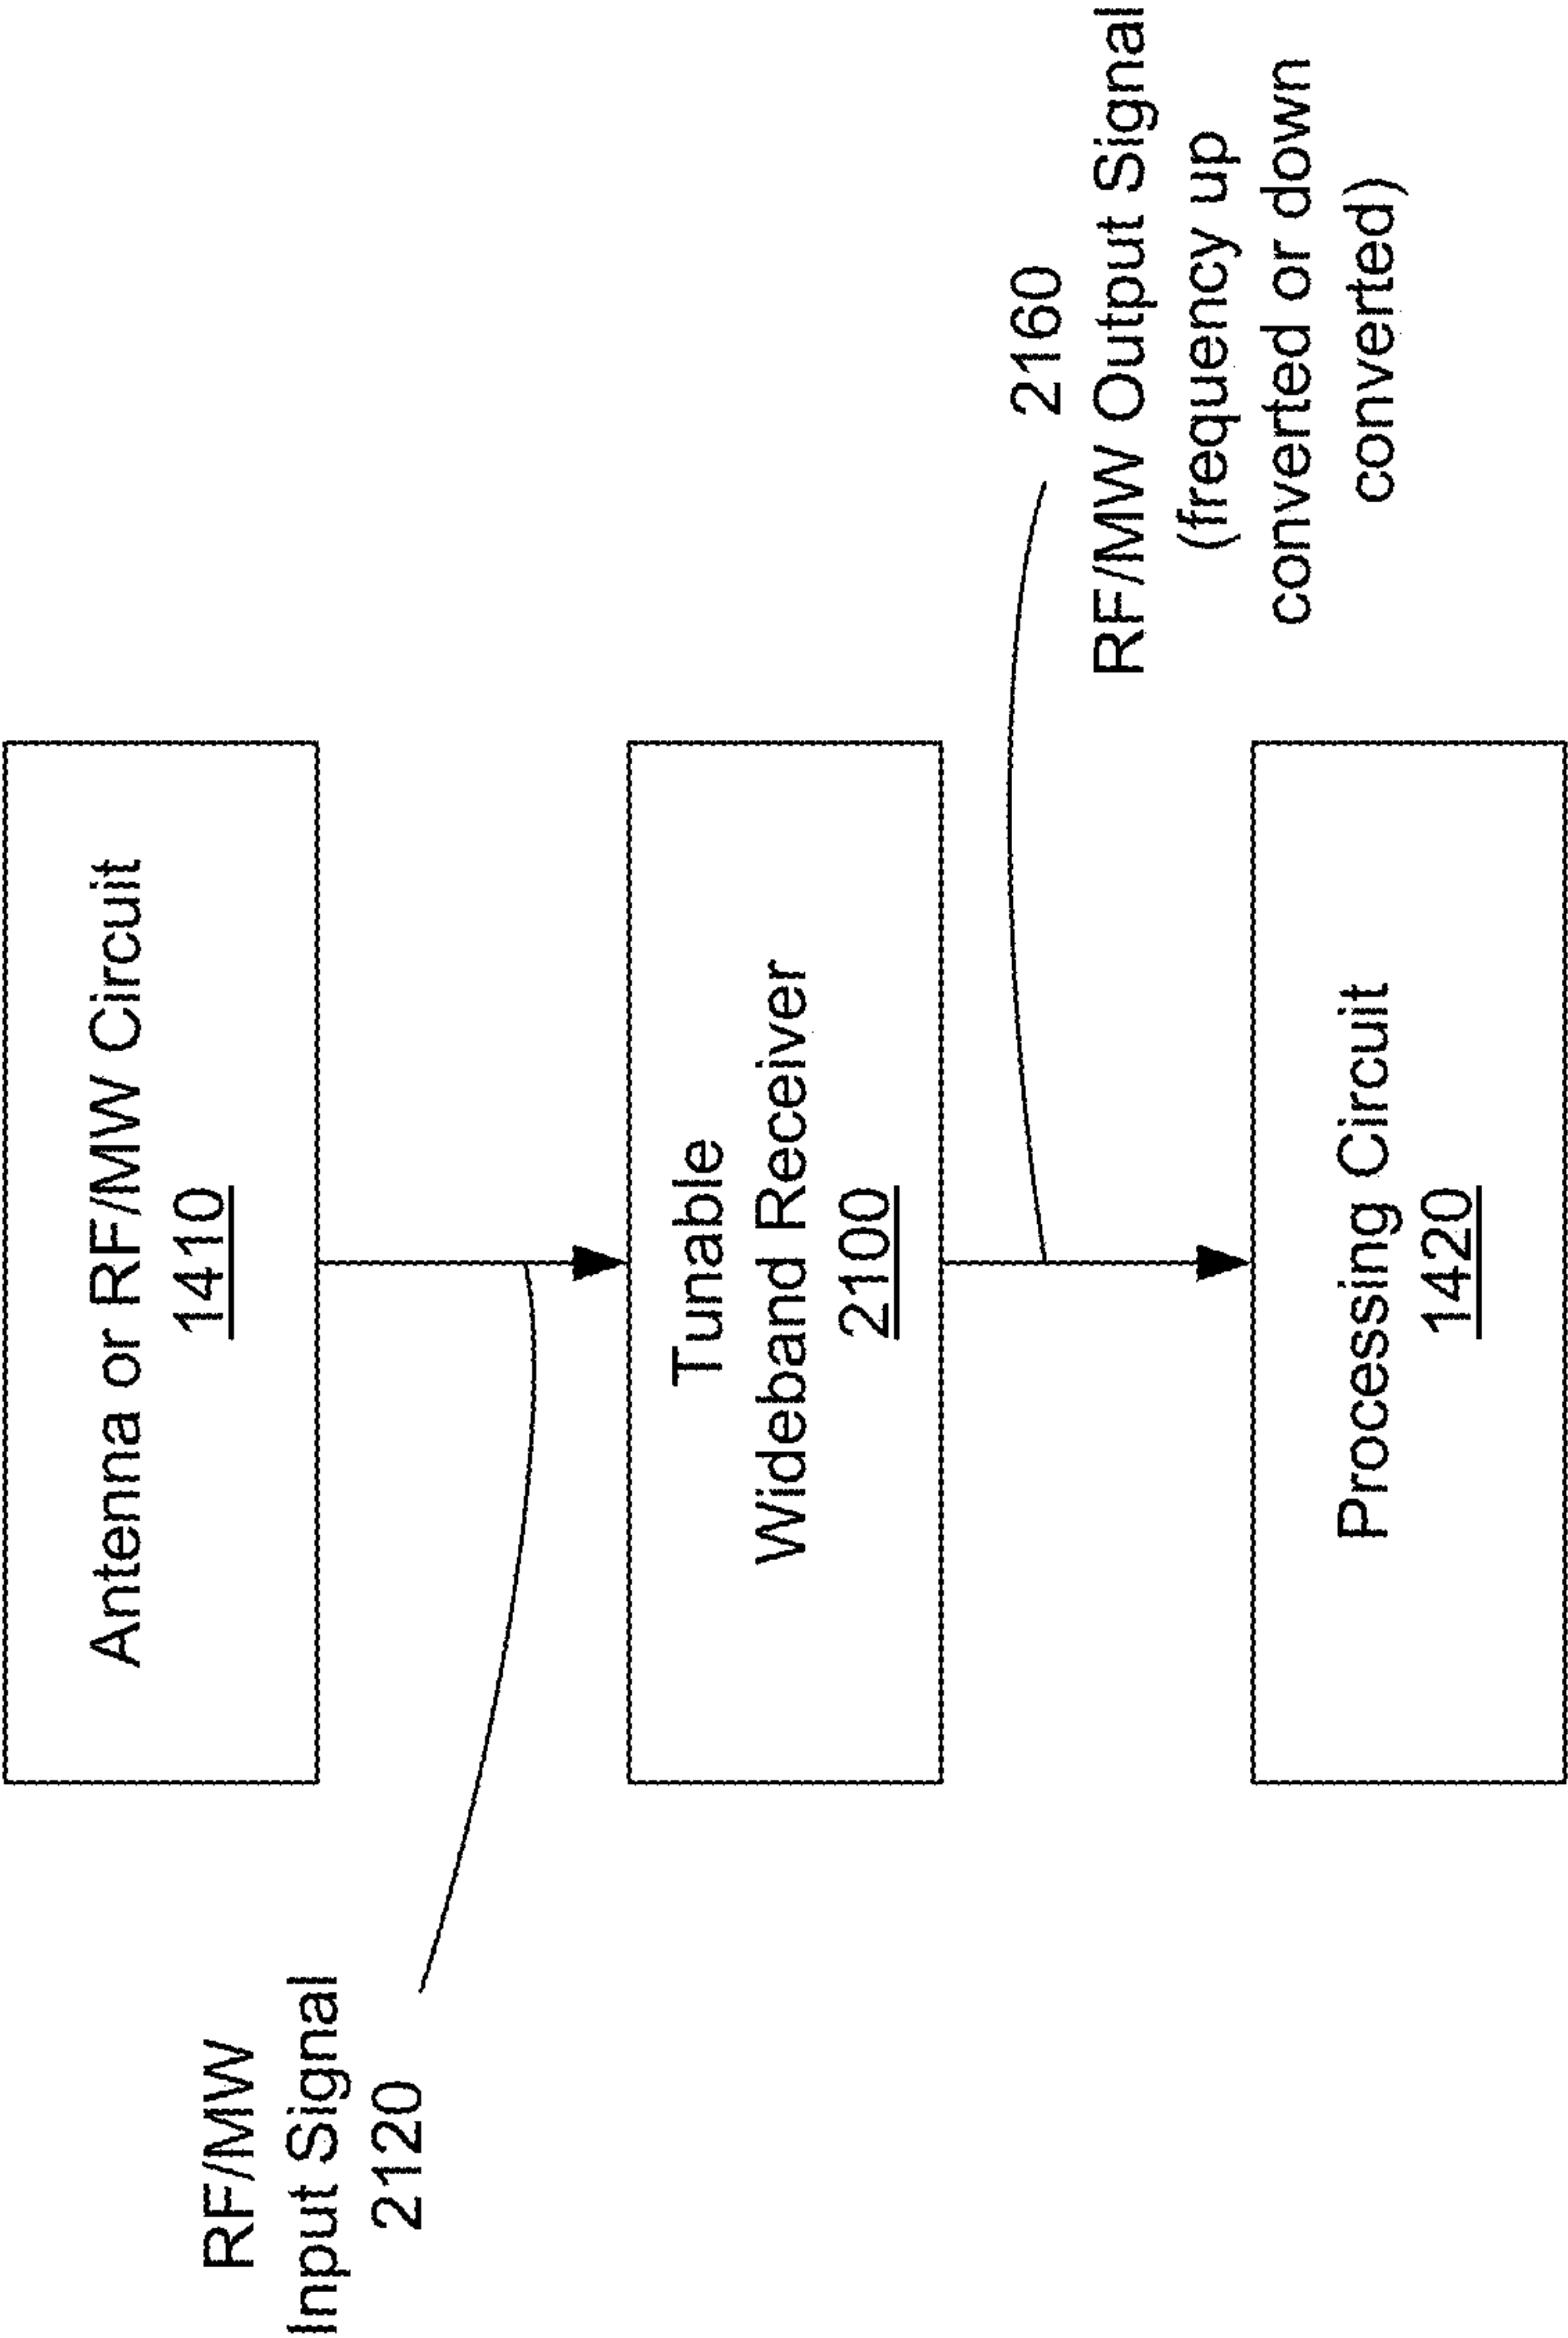 Antenna or RF/MW Circuit
1410
RF/MW
Input Signal
2120
Tunable
Wideband Receiver
2100
2160
RF/MW Output Signal
(frequency up
converted or down
converted)
Processing Circuit
1420